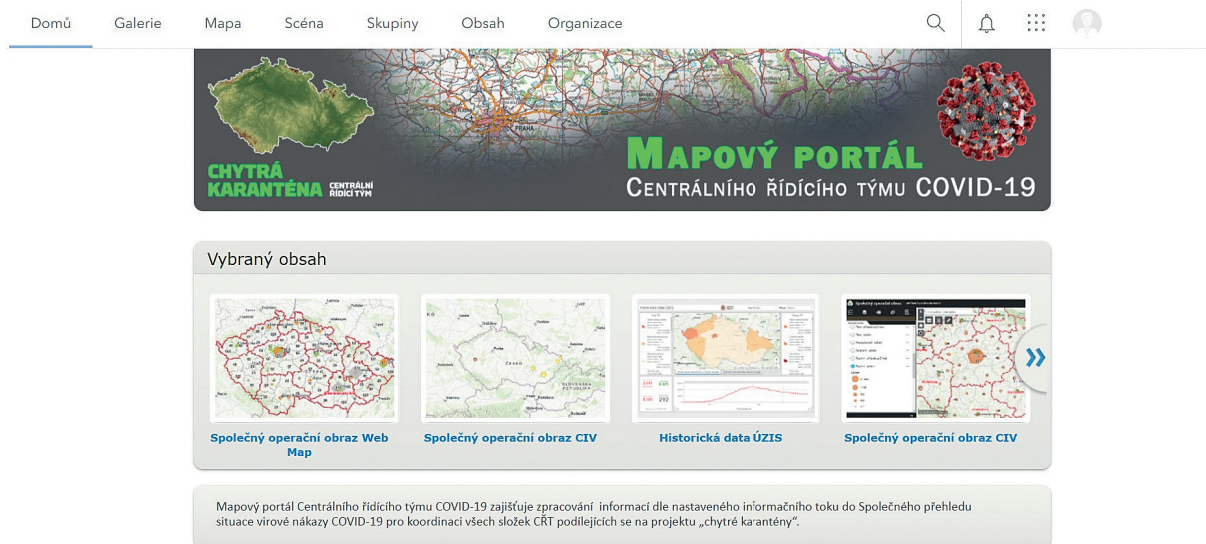 Domů Galerie Mapa Scéna Skupiny Obsah Organizace
PRAHA
CHYTRÁ
KARANTÉNA CENTRÁLNÍ
ŘÍDICÍ TÝM
MAPOVÝ PORTÁL
CENTRÁLNÍHO ŘÍDÍCÍHO TÝMU COVID-19
Vybraný obsah
Společný operační obraz Web
Map
Společný operační obraz CIV
Historická data ÚZIS
Společný operační obraz CIV
Mapový portál Centrálního řídícího týmu COVID-19 zajišťuje zpracování informací dle nastaveného informačního toku do Společného přehledu
situace virové nákazy COVID-19 pro koordinaci všech složek CŘT podílejících se na projektu „chytré karantény“.